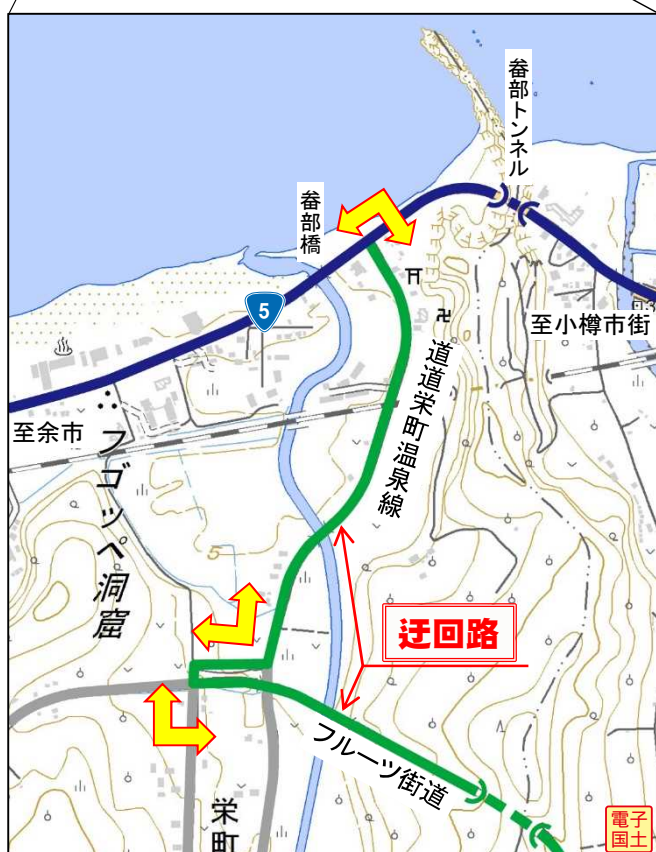 畚部トンネル
畚部橋
5
至小樽市街
至余市
道道栄町温泉線
フゴッペ洞窟
5
迂回路
フルーツ街道
栄町
電子
国土